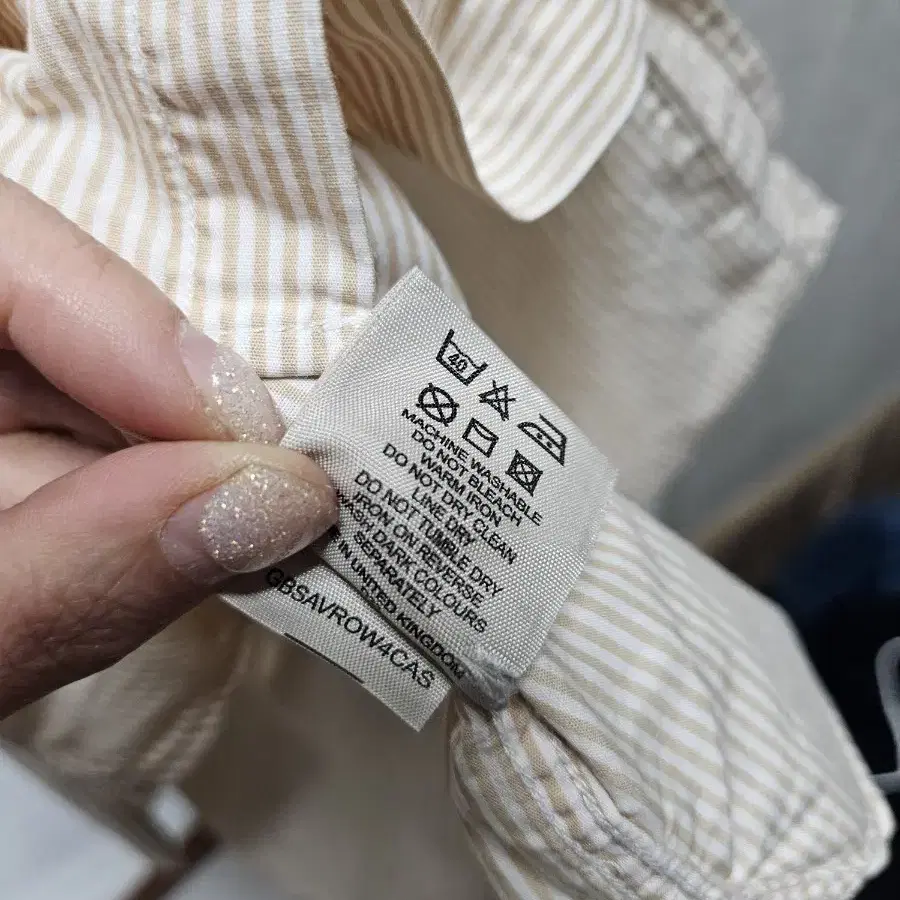 40
MACHINE WASHABLE
DO NOT BLEACH
WARM IRON
DO NOT DRY CLEAN
LINE DRY
DO NOT TUMBLE DRY
IRON ON REVERSE
WASH DARK COLOURS
SEPARATELY
IN UNITED KINGDOM
GBSAVROW4CAS